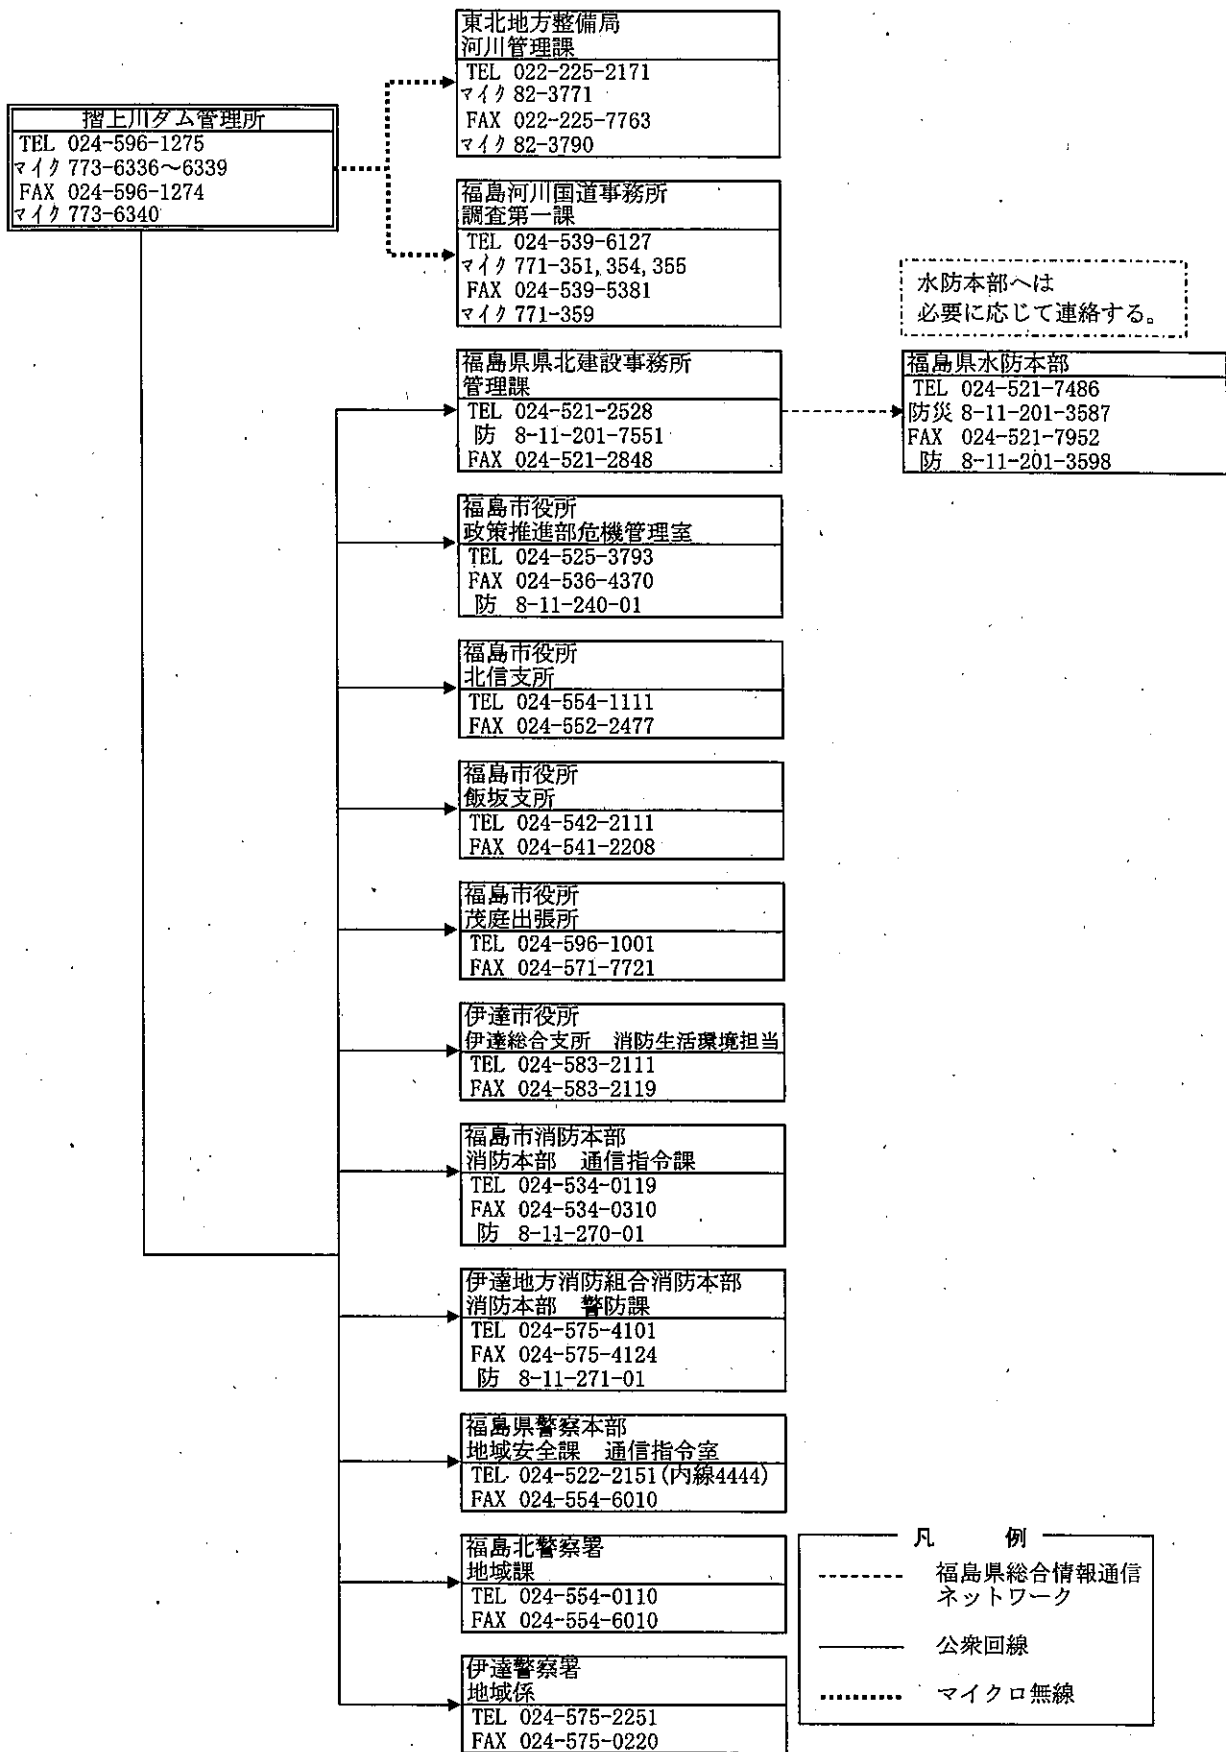 摺上川ダム管理所
TEL 024-596-1275
マイク 773-6336～6339
FAX 024-596-1274
マイク 773-6340
東北地方整備局
河川管理課
TEL 022-225-2171
マイク 82-3771
FAX 022-225-7763
マイク 82-3790
福島河川国道事務所
調査第一課
TEL 024-539-6127
マイク 771-351,354,355
FAX 024-539-5381
マイク 771-359
水防本部へは
必要に応じて連絡する。
福島県県北建設事務所
管理課
TEL 024-521-2528
防 8-11-201-7551
FAX 024-521-2848
福島県水防本部
TEL 024-521-7486
防災 8-11-201-3587
FAX 024-521-7952
防 8-11-201-3598
福島市役所
政策推進部危機管理室
TEL 024-525-3793
FAX 024-536-4370
防 8-11-240-01
福島市役所
北信支所
TEL 024-554-1111
FAX 024-552-2477
福島市役所
飯坂支所
TEL 024-542-2111
FAX 024-541-2208
福島市役所
茂庭出張所
TEL 024-596-1001
FAX 024-571-7721
伊達市役所
伊達総合支所 消防生活環境担当
TEL 024-583-2111
FAX 024-583-2119
福島市消防本部
消防本部 通信指令課
TEL 024-534-0119
FAX 024-534-0310
防 8-11-270-01
伊達地方消防組合消防本部
消防本部 警防課
TEL 024-575-4101
FAX 024-575-4124
防 8-11-271-01
福島県警察本部
地域安全課 通信指令室
TEL 024-522-2151(内線4444)
FAX 024-554-6010
福島北警察署
地域課
TEL 024-554-0110
FAX 024-554-6010
伊達警察署
地域係
TEL 024-575-2251
FAX 024-575-0220
凡 例
福島県総合情報通信
ネットワーク
公衆回線
マイクロ無線